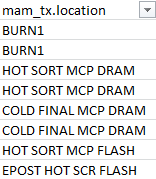 mam_tx.location
BURN1
BURN1
HOT SORT MCP DRAM
HOT SORT MCP DRAM
COLD FINAL MCP DRAM
COLD FINAL MCP DRAM
HOT SORT MCP FLASH
EPOST HOT SCR FLASH